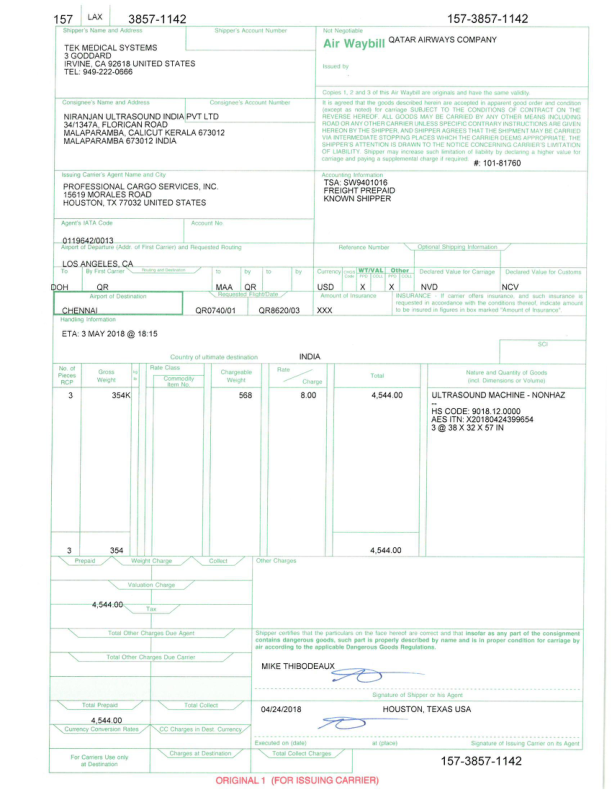 157 LAX 3857-1142 157-3857-1142
Shipper's Name and Address Shipper's Account Number
TEK MEDICAL SYSTEMS
3 GODDARD
IRVINE, CA 92618 UNITED STATES
TEL: 949-222-0666
Not Negotiable
Air Waybill QATAR AIRWAYS COMPANY
Issued by
Copies 1, 2 and 3 of this Air Waybill are originals and have the same validity
Consignee's Name and Address Consignee's Account Number
NIRANJAN ULTRASOUND INDIA PVT LTD
34/1347A, FLORICAN ROAD
MALAPARAMBA, CALICUT KERALA 673012
MALAPARAMBA 673012 INDIA
It is agreed that the goods described herein are accepted in apparent good order and condition
(except as noted) for carriage SUBJECT TO THE CONDITIONS OF CONTRACT ON THE
REVERSE HEREOF. ALL GOODS MAY BE CARRIED BY ANY OTHER MEANS INCLUDING
ROAD OR ANY OTHER CARRIER UNLESS SPECIFIC CONTRARY INSTRUCTIONS ARE GIVEN
HEREON BY THE SHIPPER, AND SHIPPER AGREES THAT THE SHIPMENT MAY BE CARRIED
VIA INTERMEDIATE STOPPING PLACES WHICH THE CARRIER DEEMS APPROPRIATE. THE
SHIPPER'S ATTENTION IS DRAWN TO THE NOTICE CONCERNING CARRIER'S LIMITATION
OF LIABILITY. Shipper may increase such limitation of liability by declaring a higher value for
carriage and paying a supplemental charge if required. #: 101-81760
Issuing Carrier's Agent Name and City
PROFESSIONAL CARGO SERVICES, INC.
15619 MORALES ROAD
HOUSTON, TX 77032 UNITED STATES
Accounting Information
TSA: SW9401016
FREIGHT PREPAID
KNOWN SHIPPER
Agent's IATA Code Account No.
0119642/0013
Airport of Departure (Addr. of First Carrier) and Requested Routing
LOS ANGELES, CA
Reference Number Optional Shipping Information
To By First Carrier Routing and Destination to by to by
DOH QR MAA QR
Currency WT/VAL Other Declared Value for Carriage Declared Value for Customs
USD X X NVD NCV
Airport of Destination Requested Flight/Date Amount of Insurance
CHENNAI QR0740/01 QR8620/03 XXX
INSURANCE - If carrier offers insurance, and such insurance is
requested in accordance with the conditions thereof, indicate amount
to be insured in figures in box marked "Amount of Insurance"
Handling Information
ETA: 3 MAY 2018 @ 18:15
SCI
Country of ultimate destination INDIA
No. of Pieces RCP Gross Weight Rate Class Commodity Item No. Chargeable Weight Rate Charge Total Nature and Quantity of Goods (incl. Dimensions or Volume)
3 354K 568 8.00 4,544.00 ULTRASOUND MACHINE - NONHAZ
--
HS CODE: 9018.12.0000
AES ITN: X20180424399654
3 @ 38 X 32 X 57 IN
3 354 4,544.00
Prepaid Weight Charge Collect Other Charges
Valuation Charge
4,544.00
Tax
Total Other Charges Due Agent
Shipper certifies that the particulars on the face hereof are correct and that insofar as any part of the consignment
contains dangerous goods, such part is properly described by name and is in proper condition for carriage by
air according to the applicable Dangerous Goods Regulations.
Total Other Charges Due Carrier
MIKE THIBODEAUX
Signature of Shipper or his Agent
Total Prepaid Total Collect
4,544.00
04/24/2018 HOUSTON, TEXAS USA
Currency Conversion Rates CC Charges in Dest. Currency
Executed on (date) at (place) Signature of Issuing Carrier or its Agent
For Carriers Use only at Destination Charges at Destination Total Collect Charges
157-3857-1142
ORIGINAL 1 (FOR ISSUING CARRIER)